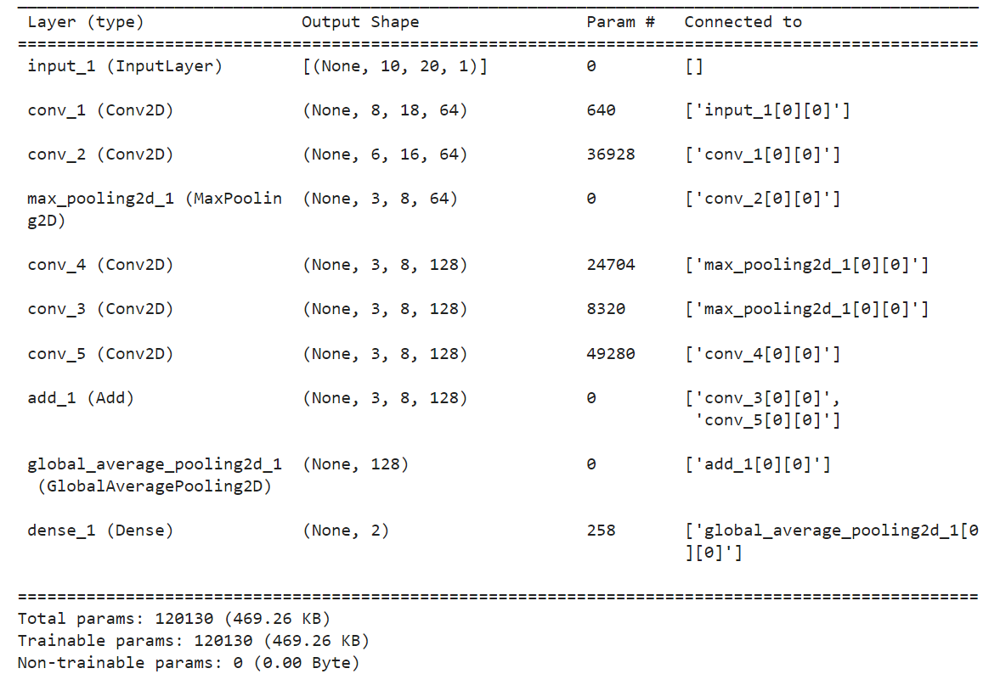 Layer (type) Output Shape Param # Connected to
input_1 (InputLayer) [(None, 10, 20, 1)] 0 []
conv_1 (Conv2D) (None, 8, 18, 64) 640 ['input_1[0][0]']
conv_2 (Conv2D) (None, 6, 16, 64) 36928 ['conv_1[0][0]']
max_pooling2d_1 (MaxPoolin (None, 3, 8, 64) 0 ['conv_2[0][0]']
g2D)
conv_4 (Conv2D) (None, 3, 8, 128) 24704 ['max_pooling2d_1[0][0]']
conv_3 (Conv2D) (None, 3, 8, 128) 8320 ['max_pooling2d_1[0][0]']
conv_5 (Conv2D) (None, 3, 8, 128) 49280 ['conv_4[0][0]']
add_1 (Add) (None, 3, 8, 128) 0 ['conv_3[0][0]',
'conv_5[0][0]']
global_average_pooling2d_1 (None, 128) 0 ['add_1[0][0]']
(GlobalAveragePooling2D)
dense_1 (Dense) (None, 2) 258 ['global_average_pooling2d_1[0
][0]']
Total params: 120130 (469.26 KB)
Trainable params: 120130 (469.26 KB)
Non-trainable params: 0 (0.00 Byte)